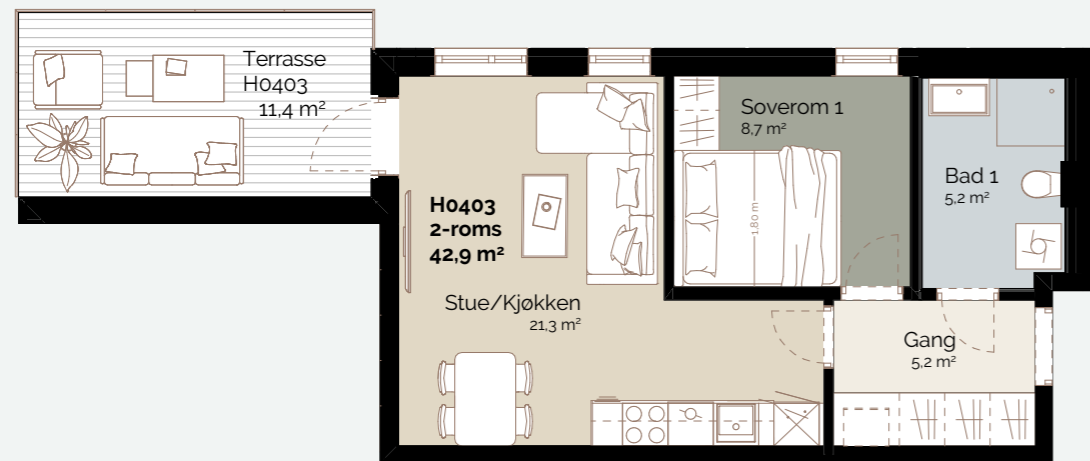 Terrasse
H0403
11,4 m²
H0403
2-roms
42,9 m²
Stue/Kjøkken
21,3 m²
Soverom 1
8,7 m²
1,80 m
Bad 1
5,2 m²
Gang
5,2 m²